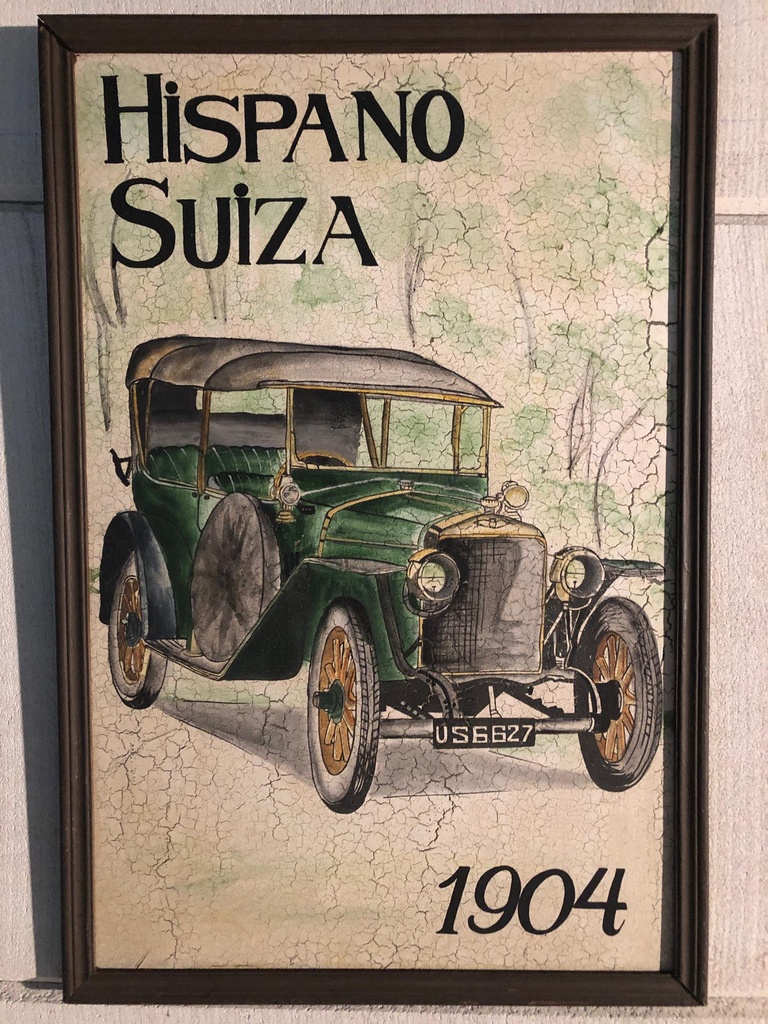 HiSPANO
SUiZA
US6627
1904